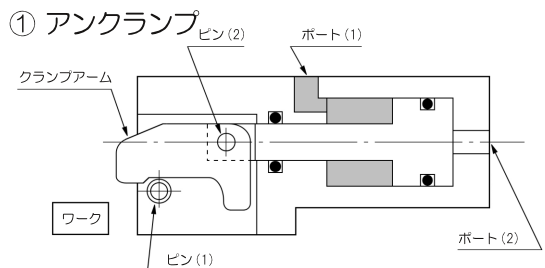 ① アンクランプ
ピン(2)
ポート(1)
クランプアーム
ワーク
ピン(1)
ポート(2)